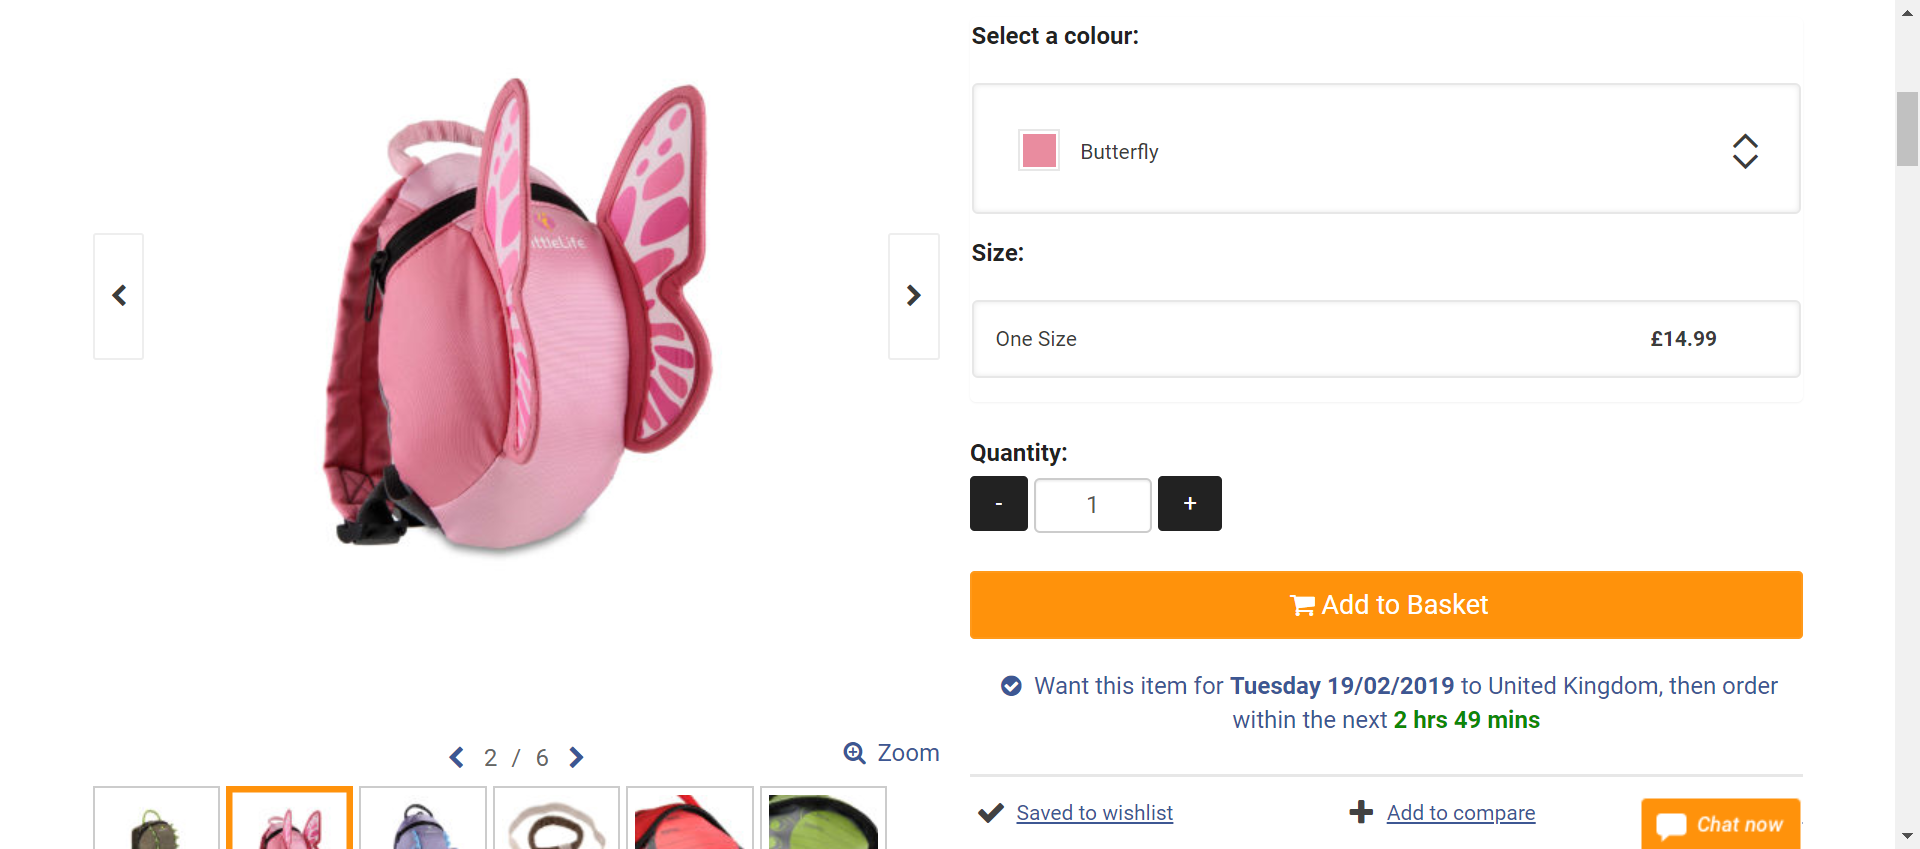 Select a colour:
Butterfly
Size:
One Size £14.99
Quantity:
- 1 +
Add to Basket
Want this item for Tuesday 19/02/2019 to United Kingdom, then order
within the next 2 hrs 49 mins
2 / 6
Zoom
Saved to wishlist
Add to compare
Chat now